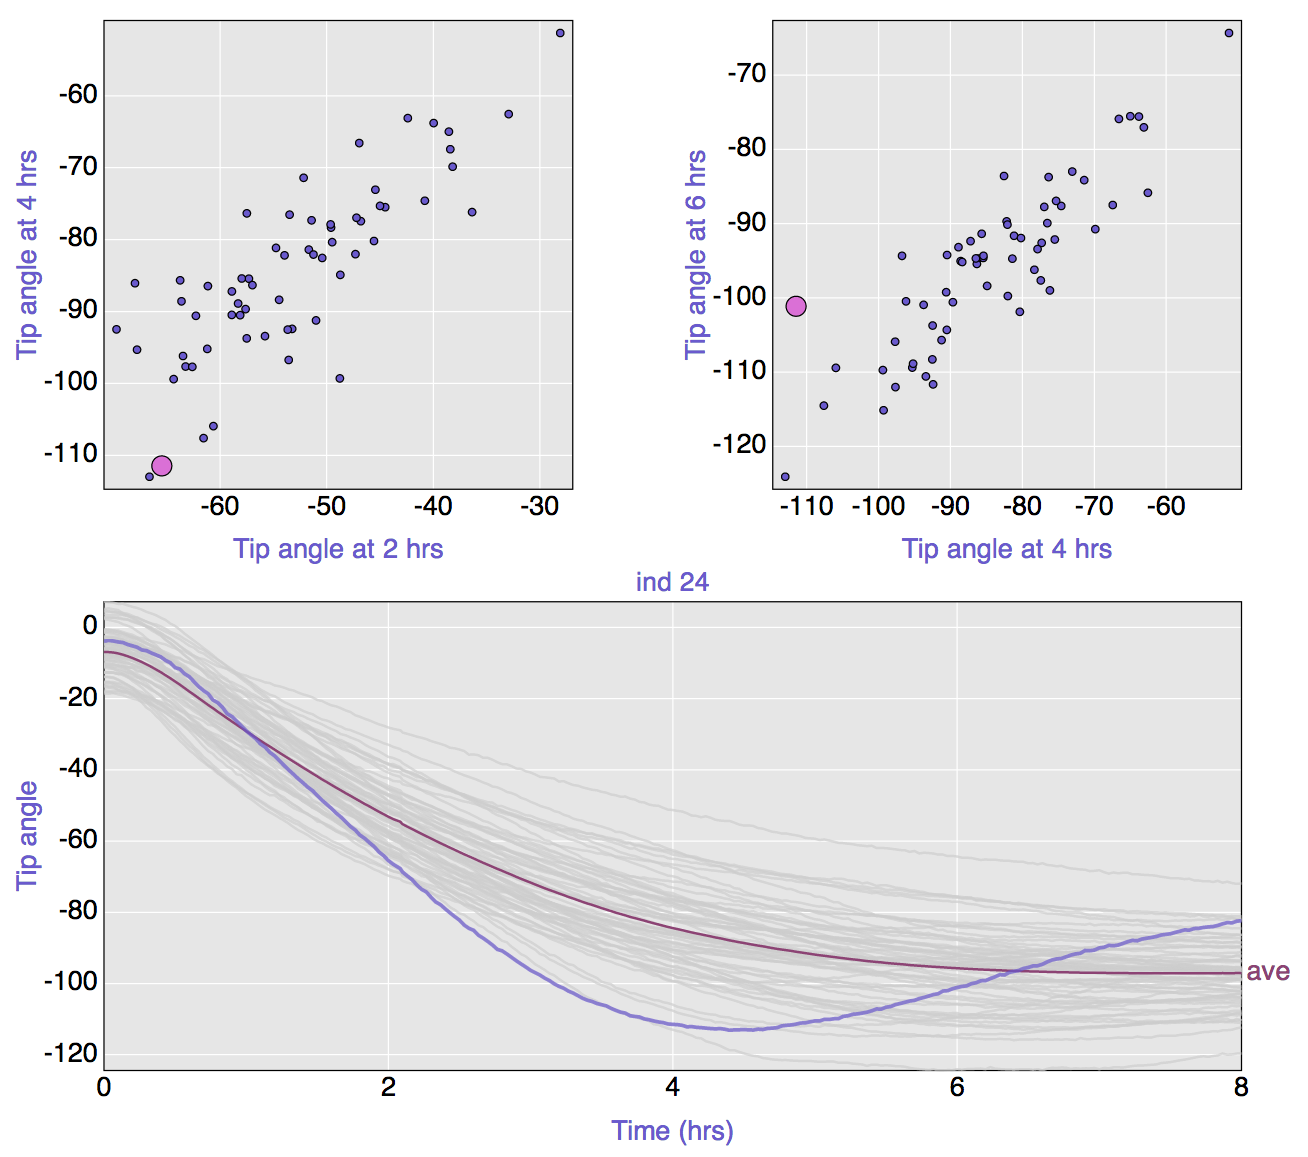 -60
-70
-80
-90
-100
-110
Tip angle at 4 hrs
-60 -50 -40 -30
Tip angle at 2 hrs
-70
-80
-90
-100
-110
-120
Tip angle at 6 hrs
-110 -100 -90 -80 -70 -60
Tip angle at 4 hrs
ind 24
0
-20
-40
-60
-80
-100
-120
Tip angle
ave
0 2 4 6 8
Time (hrs)